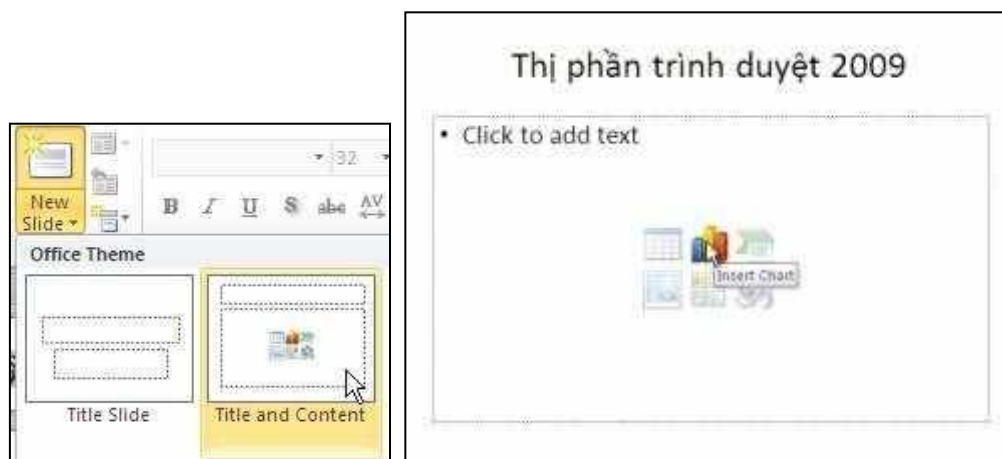 New
Slide
32
B I U S abc AV
Office Theme
Title Slide
Title and Content
Thị phần trình duyệt 2009
• Click to add text
Insert Chart